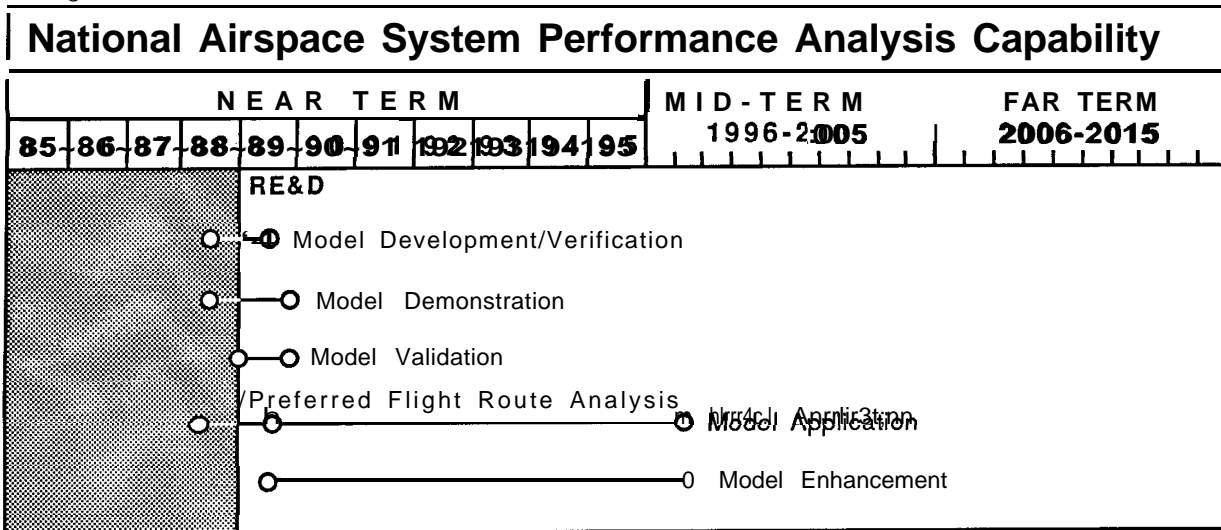 National Airspace System Performance Analysis Capability
NEAR TERM
MID-TERM
FAR TERM
85 86 87 88 89 90 91 92 93 94 95
1996-2005
2006-2015
RE&D
Model Development/Verification
Model Demonstration
Model Validation
/Preferred Flight Route Analysis
Model Application
0 Model Enhancement